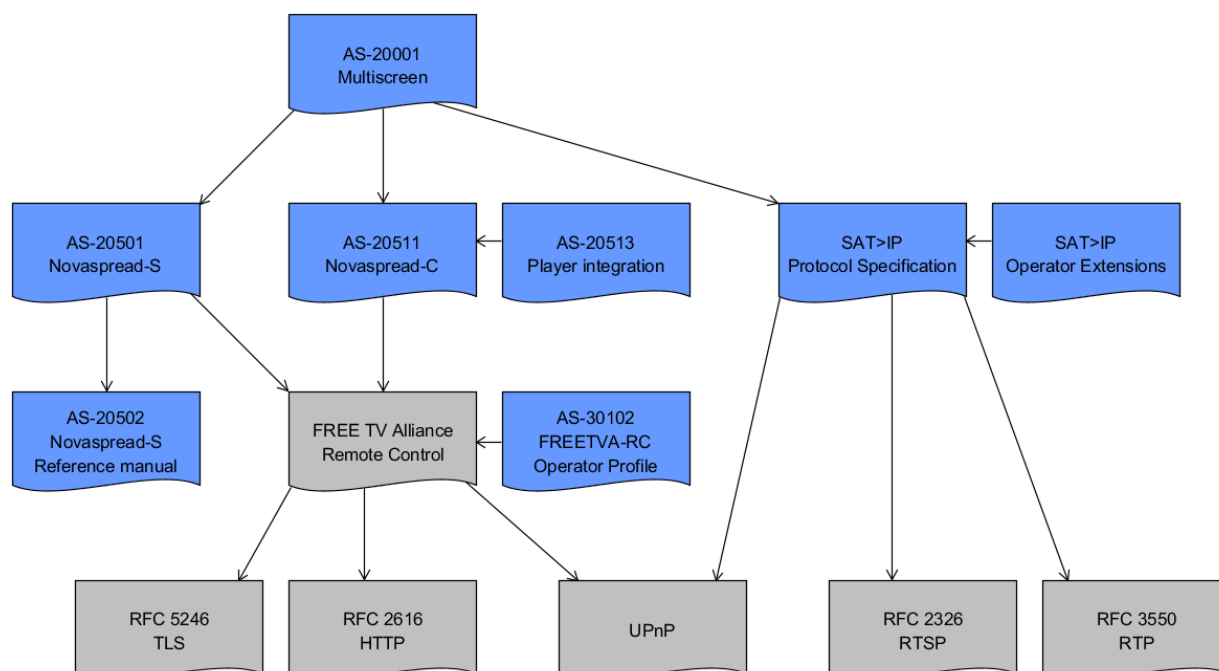 AS-20001
Multiscreen
AS-20501
Novaspread-S
AS-20511
Novaspread-C
AS-20513
Player integration
SAT>IP
Protocol Specification
SAT>IP
Operator Extensions
AS-20502
Novaspread-S
Reference manual
FREE TV Alliance
Remote Control
AS-30102
FREETVA-RC
Operator Profile
RFC 5246
TLS
RFC 2616
HTTP
UPnP
RFC 2326
RTSP
RFC 3550
RTP